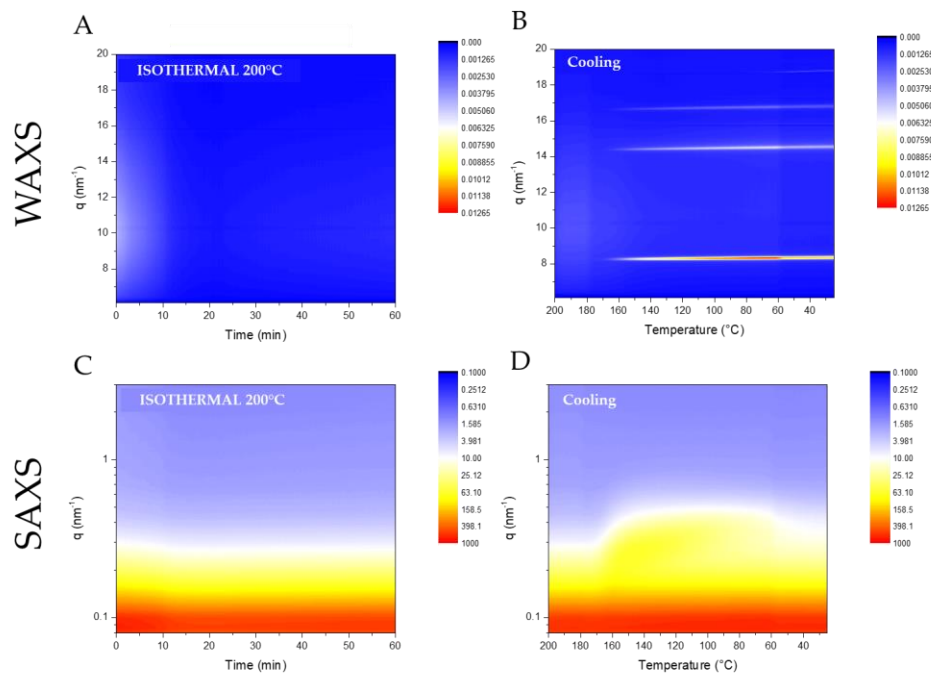 WAXS
A
ISOTHERMAL 200°C
q (nm-1)
20
18
16
14
12
10
8
0 10 20 30 40 50 60
Time (min)
0.000
0.001265
0.002530
0.003795
0.005060
0.006325
0.007590
0.008855
0.01012
0.01138
0.01265
B
Cooling
q (nm-1)
20
18
16
14
12
10
8
200 180 160 140 120 100 80 60 40
Temperature (°C)
0.000
0.001265
0.002530
0.003795
0.005060
0.006325
0.007590
0.008855
0.01012
0.01138
0.01265
SAXS
C
ISOTHERMAL 200°C
q (nm-1)
1
0.1
0 10 20 30 40 50 60
Time (min)
0.1000
0.2512
0.6310
1.585
3.981
10.00
25.12
63.10
158.5
398.1
1000
D
Cooling
q (nm-1)
1
0.1
200 180 160 140 120 100 80 60 40
Temperature (°C)
0.1000
0.2512
0.6310
1.585
3.981
10.00
25.12
63.10
158.5
398.1
1000